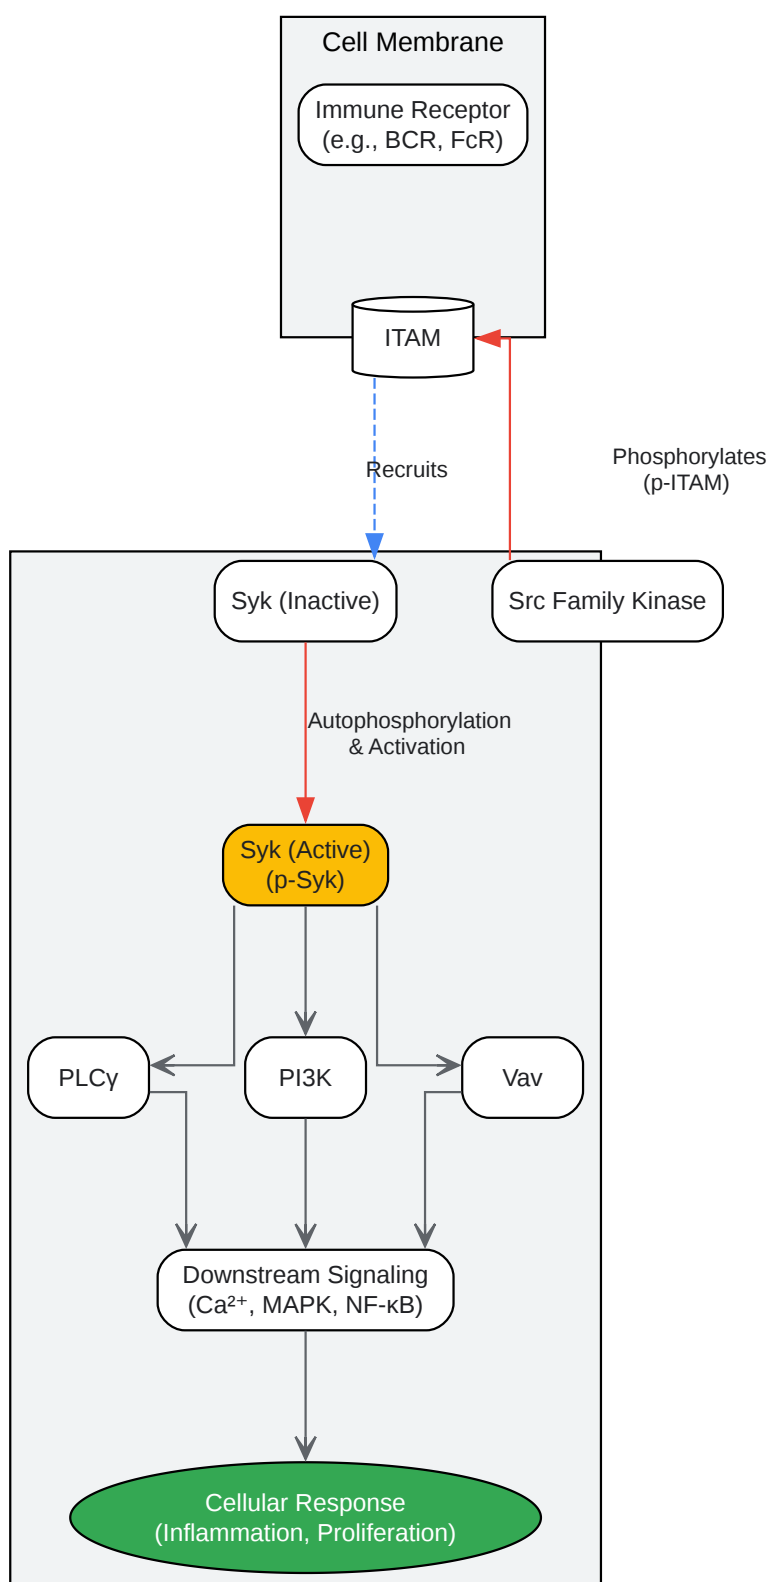 Cell Membrane
Immune Receptor
(e.g., BCR, FcR)
ITAM
Recruits
Phosphorylates
(p-ITAM)
Syk (Inactive)
Src Family Kinase
Autophosphorylation
& Activation
Syk (Active)
(p-Syk)
PLCγ
PI3K
Vav
Downstream Signaling
(Ca²⁺, MAPK, NF-κB)
Cellular Response
(Inflammation, Proliferation)